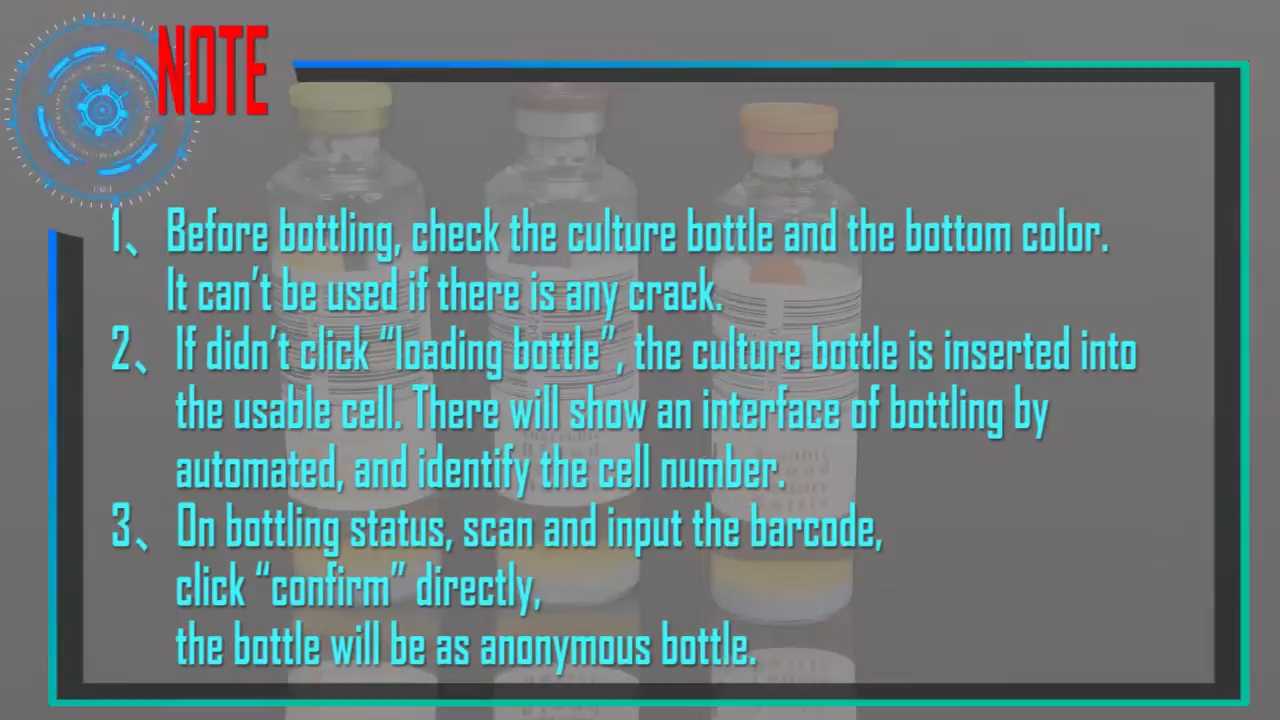 NOTE
1、 Before bottling, check the culture bottle and the bottom color.
It can’t be used if there is any crack.
2、 If didn’t click “loading bottle”, the culture bottle is inserted into
the usable cell. There will show an interface of bottling by
automated, and identify the cell number.
3、 On bottling status, scan and input the barcode,
click “confirm” directly,
the bottle will be as anonymous bottle.